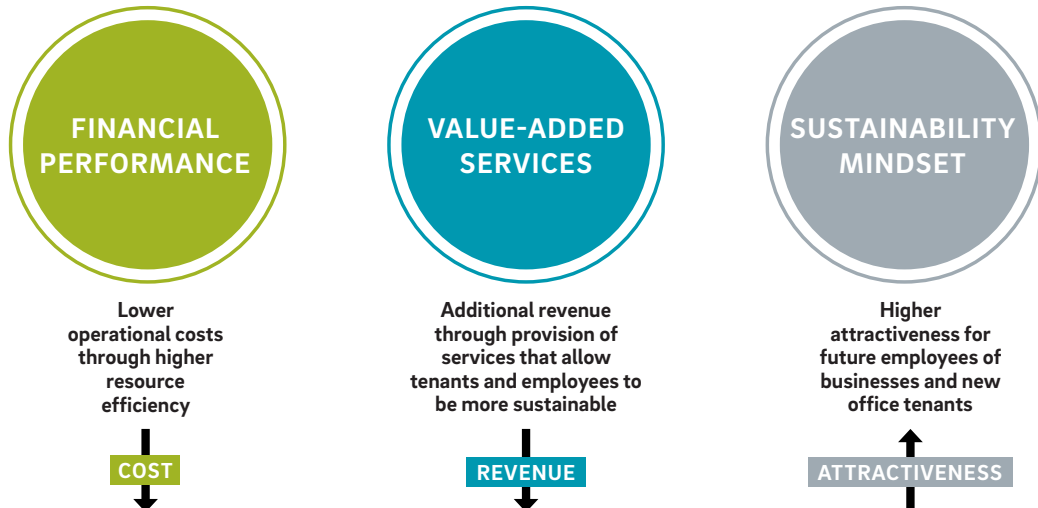 FINANCIAL
PERFORMANCE
Lower
operational costs
through higher
resource
efficiency
COST
VALUE-ADDED
SERVICES
Additional revenue
through provision of
services that allow
tenants and employees to
be more sustainable
REVENUE
SUSTAINABILITY
MINDSET
Higher
attractiveness for
future employees of
businesses and new
office tenants
ATTRACTIVENESS